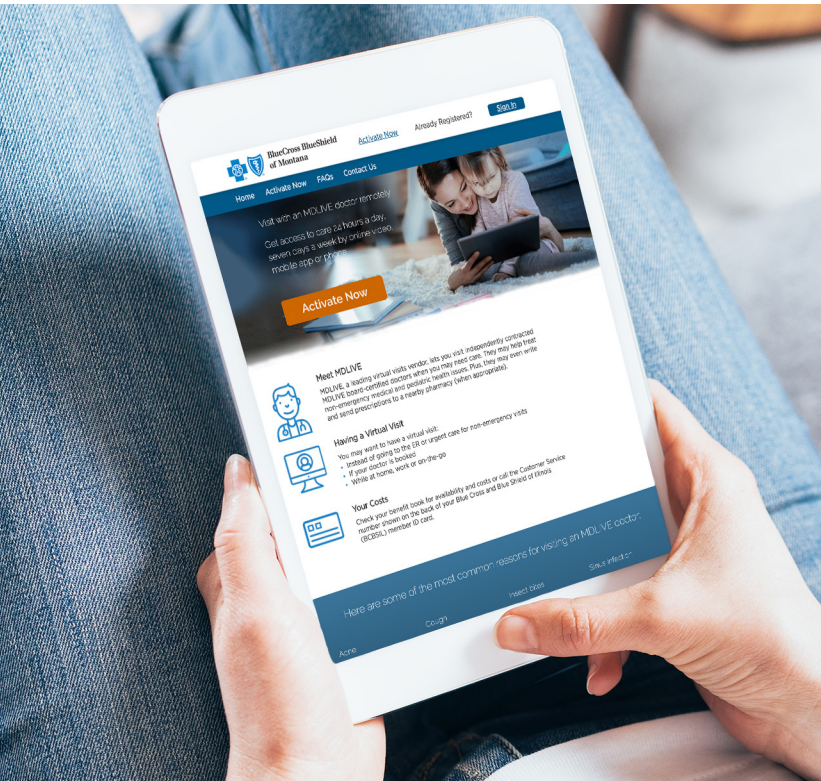 BlueCross BlueShield
of Montana
Activate Now
Already Registered?
Sign In
Home Activate Now FAQs Contact Us
Visit with an MDLIVE doctor remotely
Get access to care 24 hours a day,
seven days a week by online video,
mobile app or phone.
Activate Now
Meet MDLIVE
MDLIVE, a leading virtual visits vendor, lets you visit independently contracted
MDLIVE board-certified doctors when you may need care. They may help treat
non-emergency medical and pediatric health issues. Plus, they may even write
and send prescriptions to a nearby pharmacy (when appropriate).
Having a Virtual Visit
You may want to have a virtual visit:
• Instead of going to the ER or urgent care for non-emergency visits
• If your doctor is booked
• While at home, work or on-the-go
Your Costs
Check your benefit book for availability and costs or call the Customer Service
number shown on the back of your Blue Cross and Blue Shield of Illinois
(BCBSIL) member ID card.
Here are some of the most common reasons for visiting an MDLIVE doctor:
Acne
Cough
Insect bites
Sinus infection